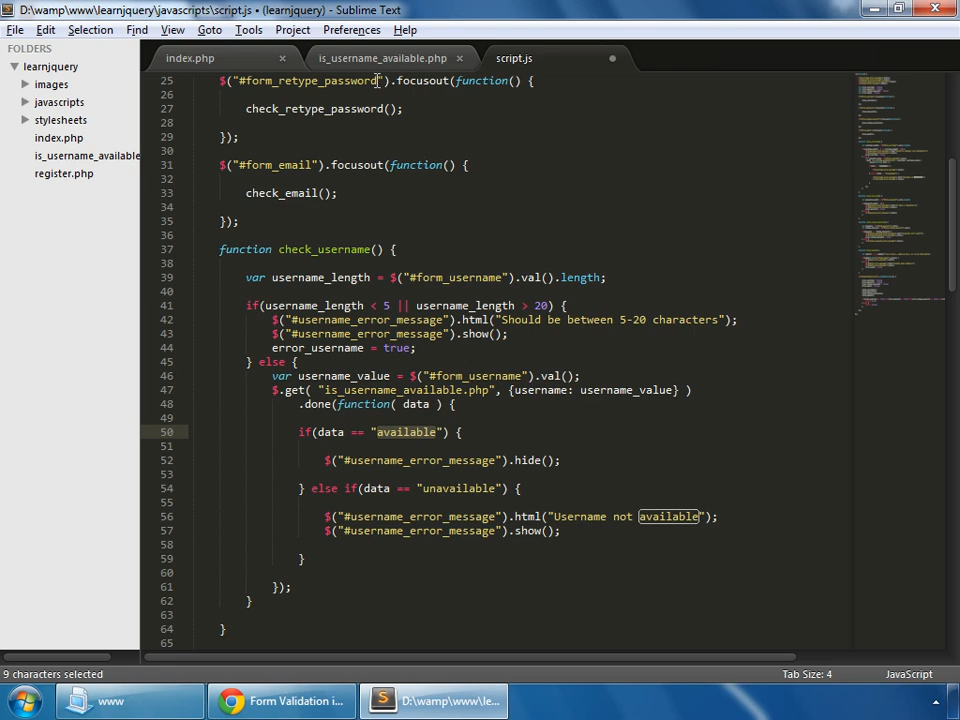 D:\wamp\www\learnjquery\javascripts\script.js • (learnjquery) - Sublime Text
File Edit Selection Find View Goto Tools Project Preferences Help
FOLDERS
learnjquery
images
javascripts
stylesheets
index.php
is_username_available
register.php
index.php
is_username_available.php
script.js
25 $("#form_retype_password").focusout(function() {
26
27 check_retype_password();
28
29 });
30
31 $("#form_email").focusout(function() {
32
33 check_email();
34
35 });
36
37 function check_username() {
38
39 var username_length = $("#form_username").val().length;
40
41 if(username_length < 5 || username_length > 20) {
42 $("#username_error_message").html("Should be between 5-20 characters");
43 $("#username_error_message").show();
44 error_username = true;
45 } else {
46 var username_value = $("#form_username").val();
47 $.get( "is_username_available.php", {username: username_value} )
48 .done(function( data ) {
49
50 if(data == "available") {
51
52 $("#username_error_message").hide();
53
54 } else if(data == "unavailable") {
55
56 $("#username_error_message").html("Username not available");
57 $("#username_error_message").show();
58
59 }
60
61 });
62 }
63
64 }
65
9 characters selected
Tab Size: 4
JavaScript
www
Form Validation i...
D:\wamp\www\le...